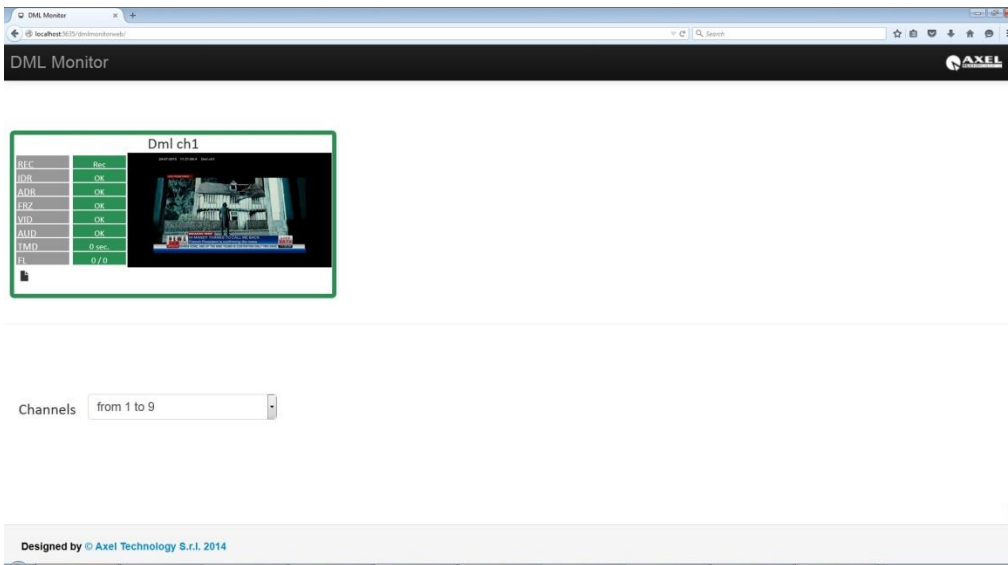 DML Monitor
localhost:5635/dmlmonitorweb/
Search
DML Monitor
AXEL
Dml ch1
REC Rec
IDR OK
ADR OK
FRZ OK
VID OK
AUD OK
TMD 0 sec.
FL 0 / 0
BREAKING NEWS
Channels from 1 to 9
Designed by © Axel Technology S.r.l. 2014